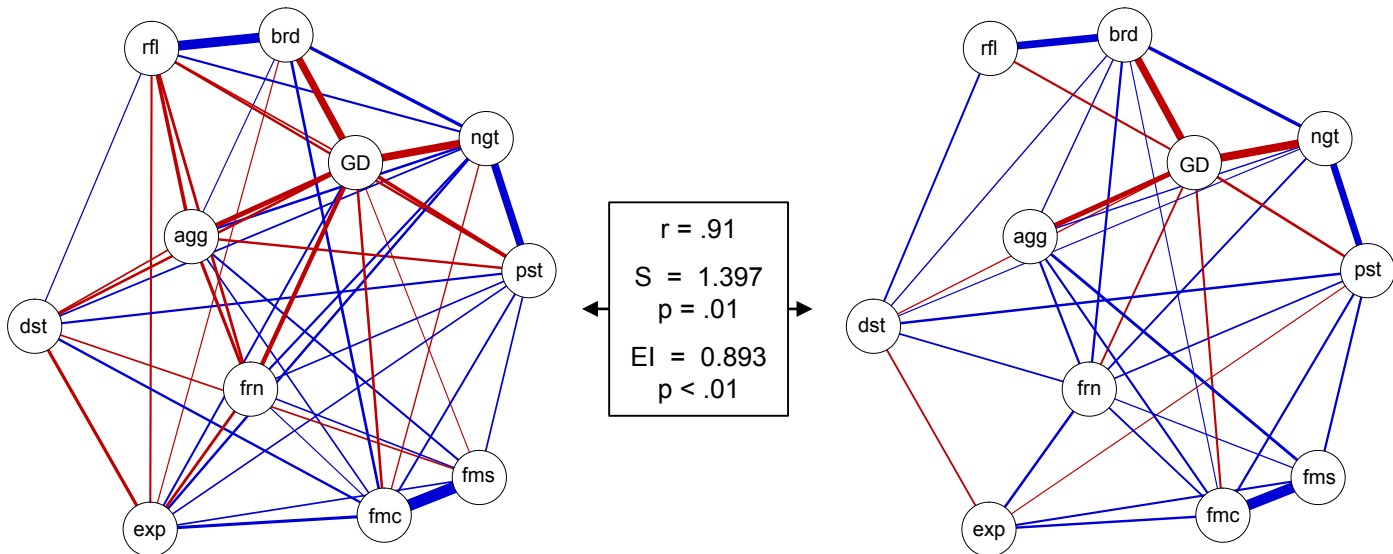 rfl
brd
ngt
GD
agg
pst
dst
frn
fms
fmc
exp
r = .91
S = 1.397
p = .01
EI = 0.893
p < .01
rfl
brd
ngt
GD
agg
pst
dst
frn
fms
fmc
exp